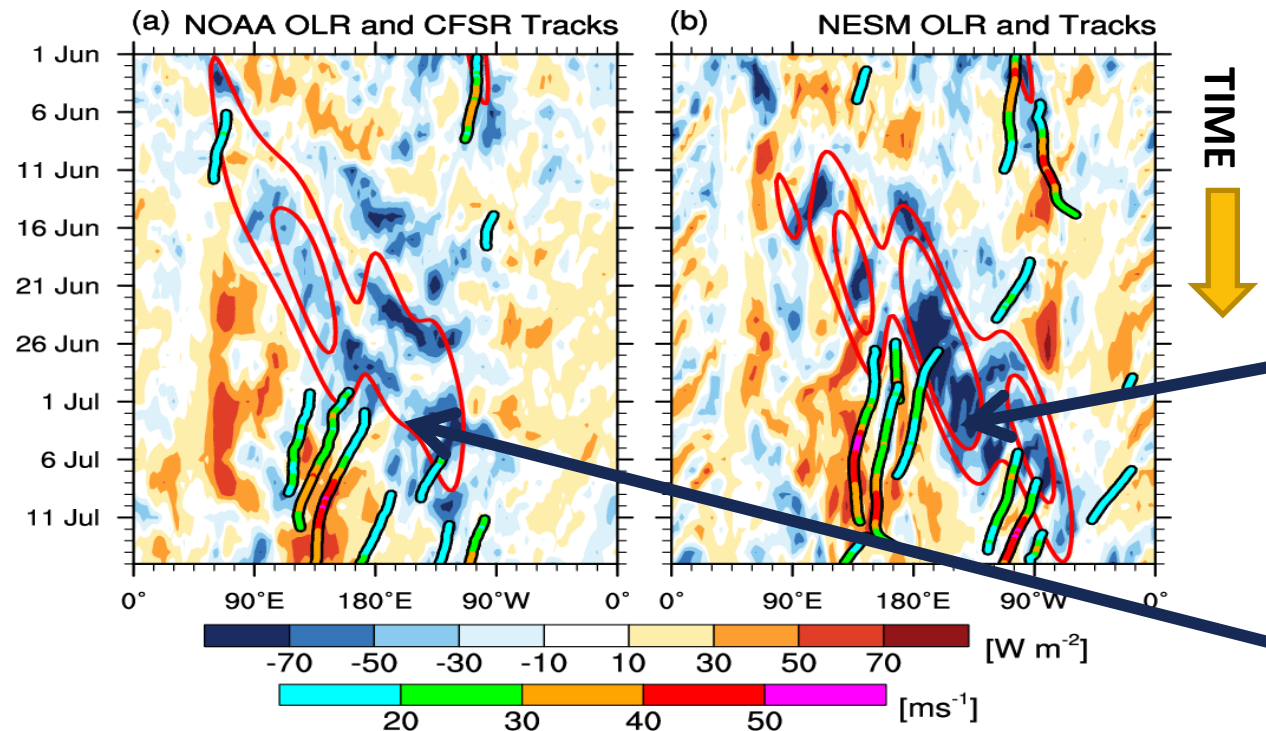 (a) NOAA OLR and CFSR Tracks
(b) NESM OLR and Tracks
1 Jun
6 Jun
11 Jun
16 Jun
21 Jun
26 Jun
1 Jul
6 Jul
11 Jul
0° 90°E 180°E 90°W 0°
90°E 180°E 90°W 0°
-70 -50 -30 -10 10 30 50 70 [W m-2]
20 30 40 50 [ms-1]
TIME